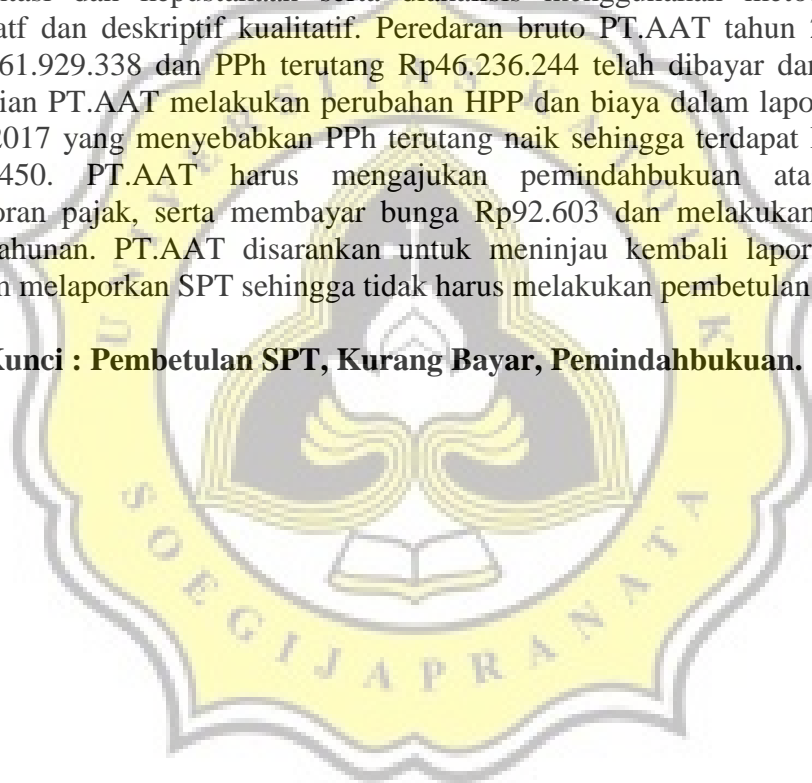 menggunakan
atf dan deskriptif kualitatif. Peredaran bruto PT.AAT tahun
61.929.338 dan PPh terutang Rp46.236.244 telah dibayar dan
ian PT.AAT melakukan perubahan HPP dan biaya dalam lapo
2017 yang menyebabkan PPh terutang naik sehingga terdapat
450. PT.AAT harus mengajukan pemindahbukuan ata
oran pajak, serta membayar bunga Rp92.603 dan melakukan
ahunan. PT.AAT disarankan untuk meninjau kembali lapor
n melaporkan SPT sehingga tidak harus melakukan pembetulan
Kunci : Pembetulan SPT, Kurang Bayar, Pemindahbukuan.
SOEGIJAPRANATA